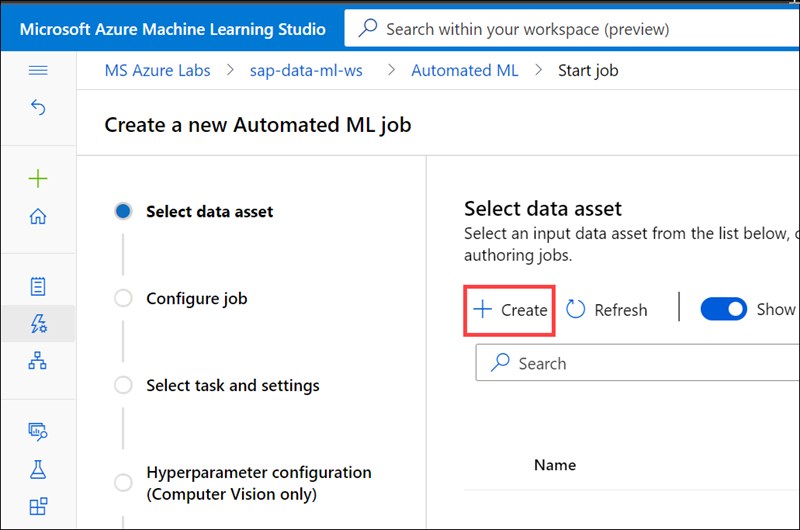 Microsoft Azure Machine Learning Studio
Search within your workspace (preview)
MS Azure Labs > sap-data-ml-ws > Automated ML > Start job
Create a new Automated ML job
Select data asset
Configure job
Select task and settings
Hyperparameter configuration
(Computer Vision only)
Select data asset
Select an input data asset from the list below,
authoring jobs.
Create
Refresh
Show
Search
Name